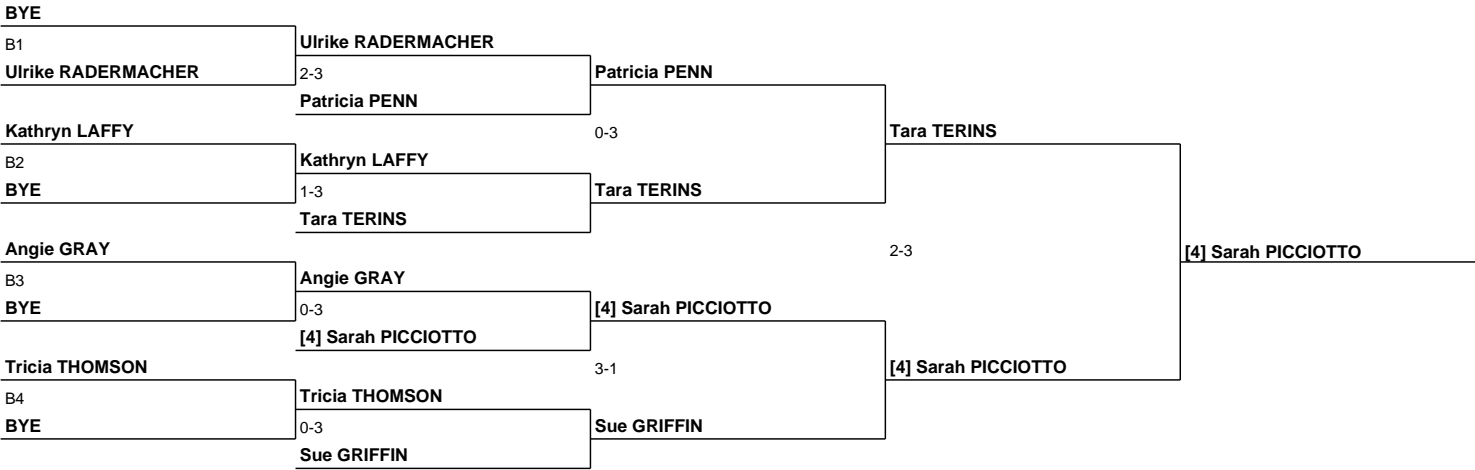 BYE
B1
Ulrike RADERMACHER
Ulrike RADERMACHER
2-3
Patricia PENN
Patricia PENN
Kathryn LAFFY
0-3
Tara TERINS
B2
Kathryn LAFFY
BYE
1-3
Tara TERINS
Tara TERINS
Angie GRAY
2-3
[4] Sarah PICCIOTTO
B3
Angie GRAY
BYE
0-3
[4] Sarah PICCIOTTO
[4] Sarah PICCIOTTO
Tricia THOMSON
3-1
[4] Sarah PICCIOTTO
B4
Tricia THOMSON
BYE
0-3
Sue GRIFFIN
Sue GRIFFIN